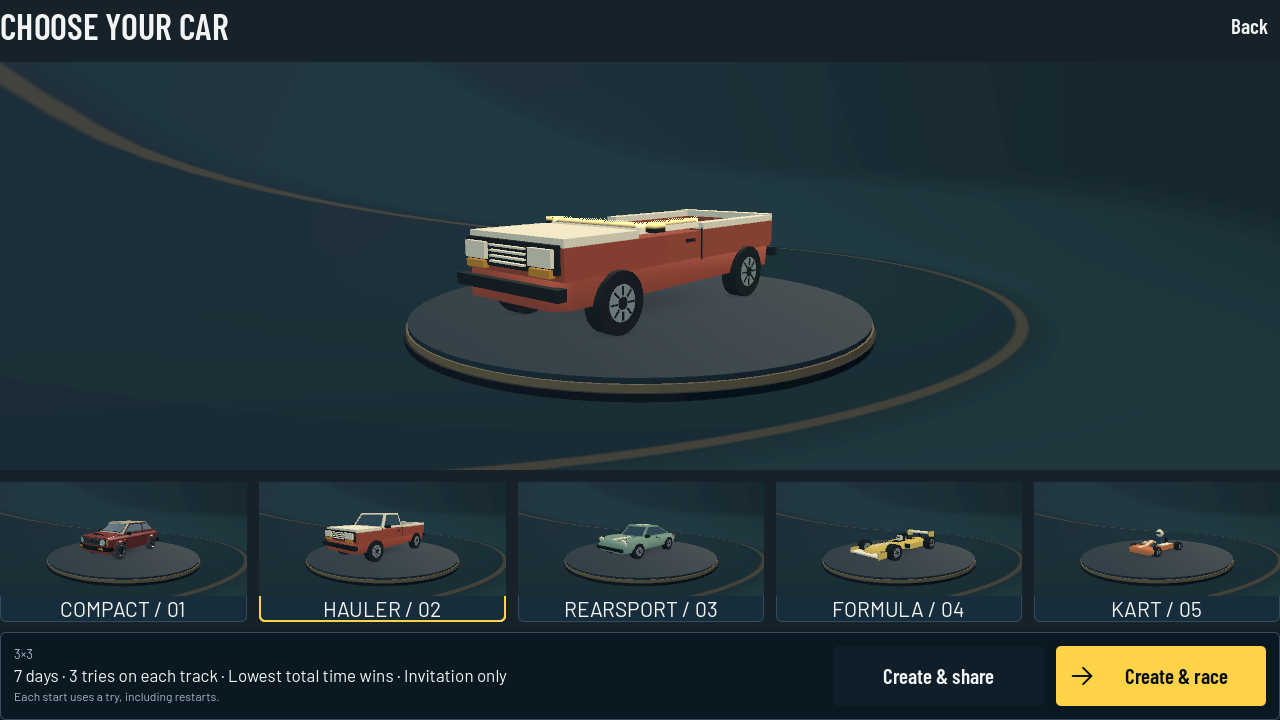 CHOOSE YOUR CAR
Back
COMPACT / 01
HAULER / 02
REARSPORT / 03
FORMULA / 04
KART / 05
3×3
7 days · 3 tries on each track · Lowest total time wins · Invitation only
Each start uses a try, including restarts.
Create & share
Create & race